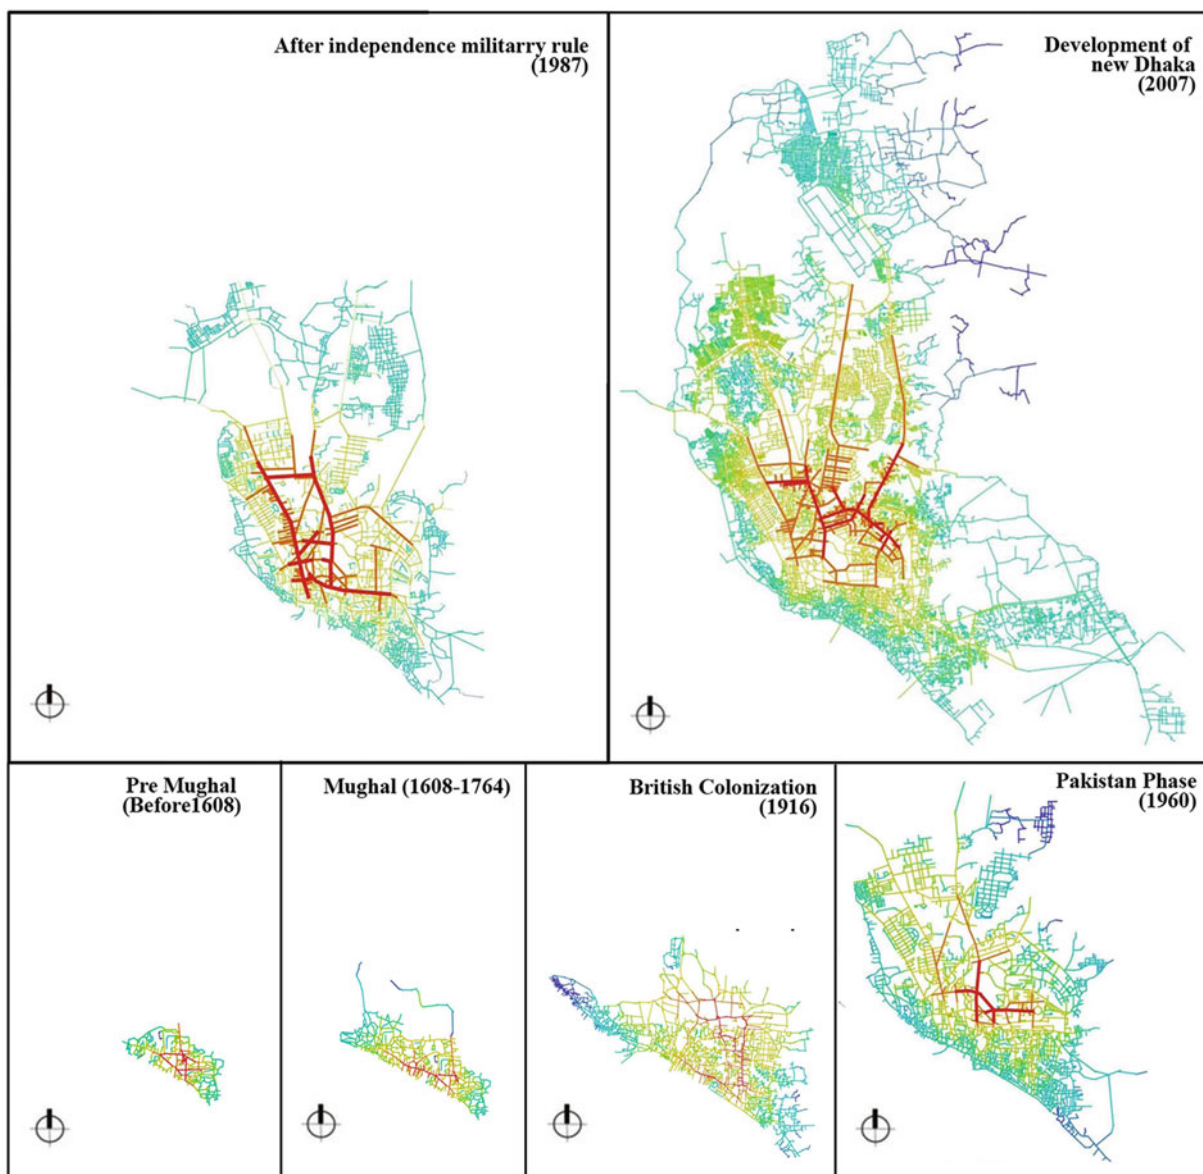 After independence militarry rule
(1987)
Development of
new Dhaka
(2007)
Pre Mughal
(Before1608)
Mughal (1608-1764)
British Colonization
(1916)
Pakistan Phase
(1960)